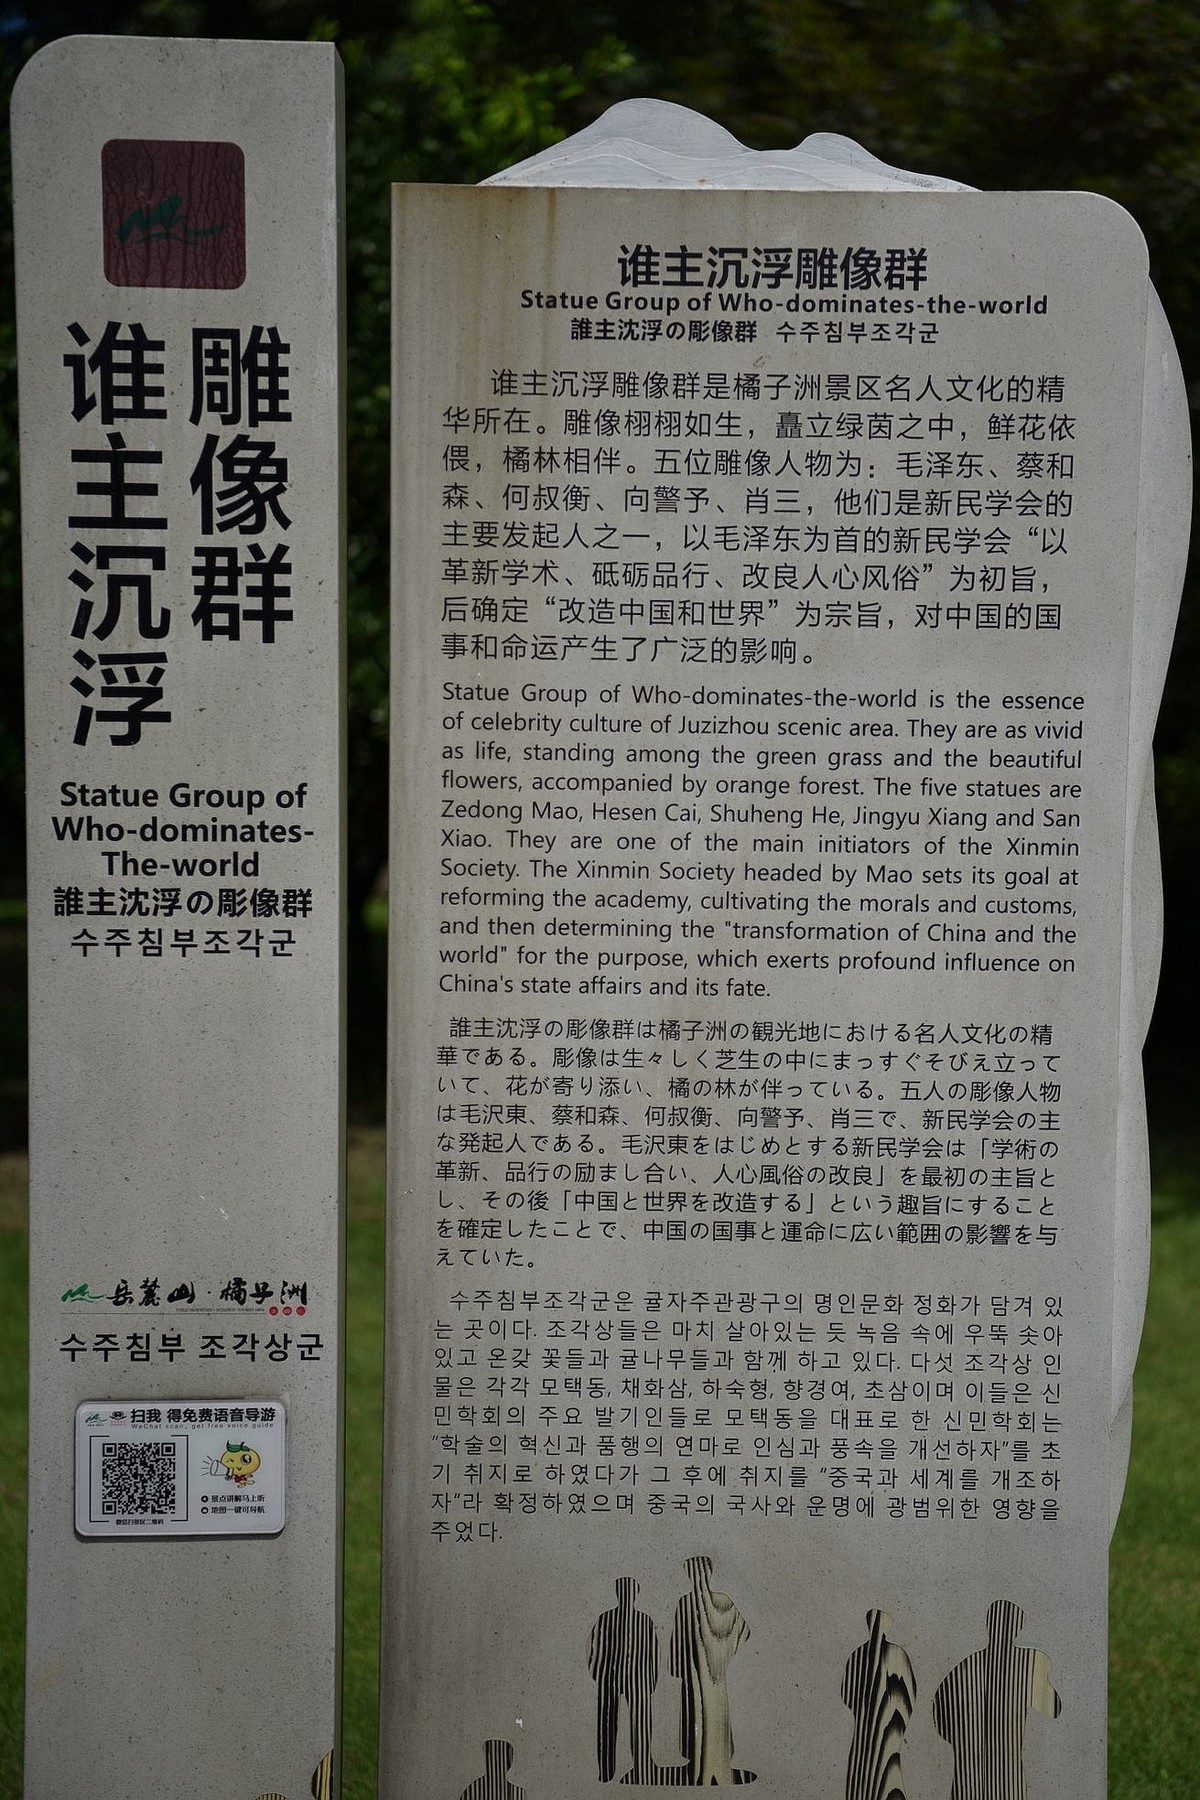 谁主沉浮
雕像群
Statue Group of
Who-dominates-
The-world
誰主沈浮の彫像群
수주침부조각군
岳麓山·橘子洲
수주침부 조각상군
扫我 得免费语音导游
WeChat scan, get free voice guide
景点讲解马上听
地图一键可导航
微信扫景区二维码
谁主沉浮雕像群
Statue Group of Who-dominates-the-world
誰主沈浮の彫像群 수주침부조각군
谁主沉浮雕像群是橘子洲景区名人文化的精
华所在。雕像栩栩如生，矗立绿茵之中，鲜花依
偎，橘林相伴。五位雕像人物为：毛泽东、蔡和
森、何叔衡、向警予、肖三，他们是新民学会的
主要发起人之一，以毛泽东为首的新民学会“以
革新学术、砥砺品行、改良人心风俗”为初旨，
后确定“改造中国和世界”为宗旨，对中国的国
事和命运产生了广泛的影响。
Statue Group of Who-dominates-the-world is the essence
of celebrity culture of Juzizhou scenic area. They are as vivid
as life, standing among the green grass and the beautiful
flowers, accompanied by orange forest. The five statues are
Zedong Mao, Hesen Cai, Shuheng He, Jingyu Xiang and San
Xiao. They are one of the main initiators of the Xinmin
Society. The Xinmin Society headed by Mao sets its goal at
reforming the academy, cultivating the morals and customs,
and then determining the "transformation of China and the
world" for the purpose, which exerts profound influence on
China's state affairs and its fate.
誰主沈浮の彫像群は橘子洲の観光地における名人文化の精
華である。彫像は生々しく芝生の中にまっすぐそびえ立って
いて、花が寄り添い、橘の林が伴っている。五人の彫像人物
は毛沢東、蔡和森、何叔衡、向警予、肖三で、新民学会の主
な発起人である。毛沢東をはじめとする新民学会は「学術の
革新、品行の励まし合い、人心風俗の改良」を最初の主旨と
し、その後「中国と世界を改造する」という趣旨にすること
を確定したことで、中国の国事と運命に広い範囲の影響を与
えていた。
수주침부조각군은 귤자주관광구의 명인문화 정화가 담겨 있
는 곳이다. 조각상들은 마치 살아있는 듯 녹음 속에 우뚝 솟아
있고 온갖 꽃들과 귤나무들과 함께 하고 있다. 다섯 조각상 인
물은 각각 모택동, 채화삼, 하숙형, 향경여, 초삼이며 이들은 신
민학회의 주요 발기인들로 모택동을 대표로 한 신민학회는
“학술의 혁신과 품행의 연마로 인심과 풍속을 개선하자”를 초
기 취지로 하였다가 그 후에 취지를 “중국과 세계를 개조하
자”라 확정하였으며 중국의 국사와 운명에 광범위한 영향을
주었다.